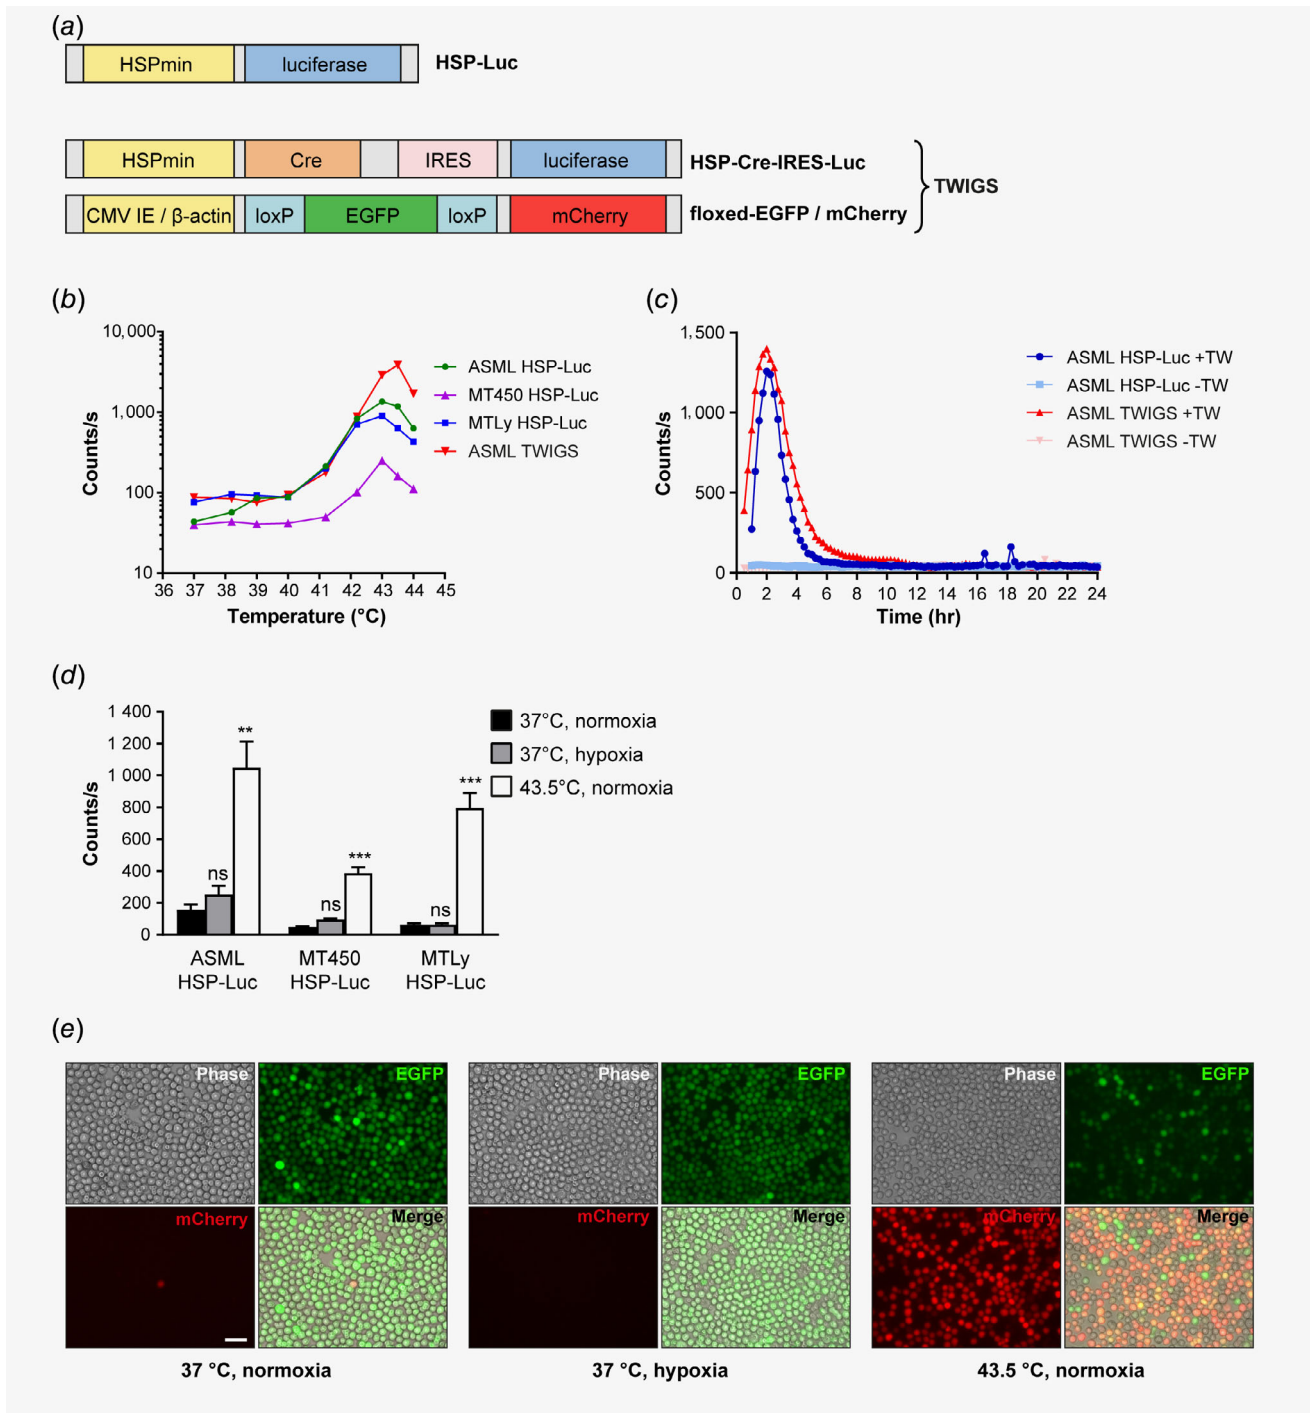 (a)
HSPmin luciferase HSP-Luc
HSPmin Cre IRES luciferase HSP-Cre-IRES-Luc
TWIGS
CMV IE / β-actin loxP EGFP loxP mCherry floxed-EGFP / mCherry
(b)
10,000
1,000
100
10
Counts/s
36 37 38 39 40 41 42 43 44 45
Temperature (°C)
ASML HSP-Luc
MT450 HSP-Luc
MTLy HSP-Luc
ASML TWIGS
(c)
1,500
1,000
500
0
Counts/s
0 2 4 6 8 10 12 14 16 18 20 22 24
Time (hr)
ASML HSP-Luc +TW
ASML HSP-Luc -TW
ASML TWIGS +TW
ASML TWIGS -TW
(d)
1 400
1 200
1 000
800
600
400
200
0
Counts/s
** 
ns
***
ns
***
ns
37°C, normoxia
37°C, hypoxia
43.5°C, normoxia
ASML MT450 MTLy
HSP-Luc HSP-Luc HSP-Luc
(e)
Phase EGFP Phase EGFP Phase EGFP
mCherry Merge mCherry Merge mCherry Merge
37 °C, normoxia 37 °C, hypoxia 43.5 °C, normoxia